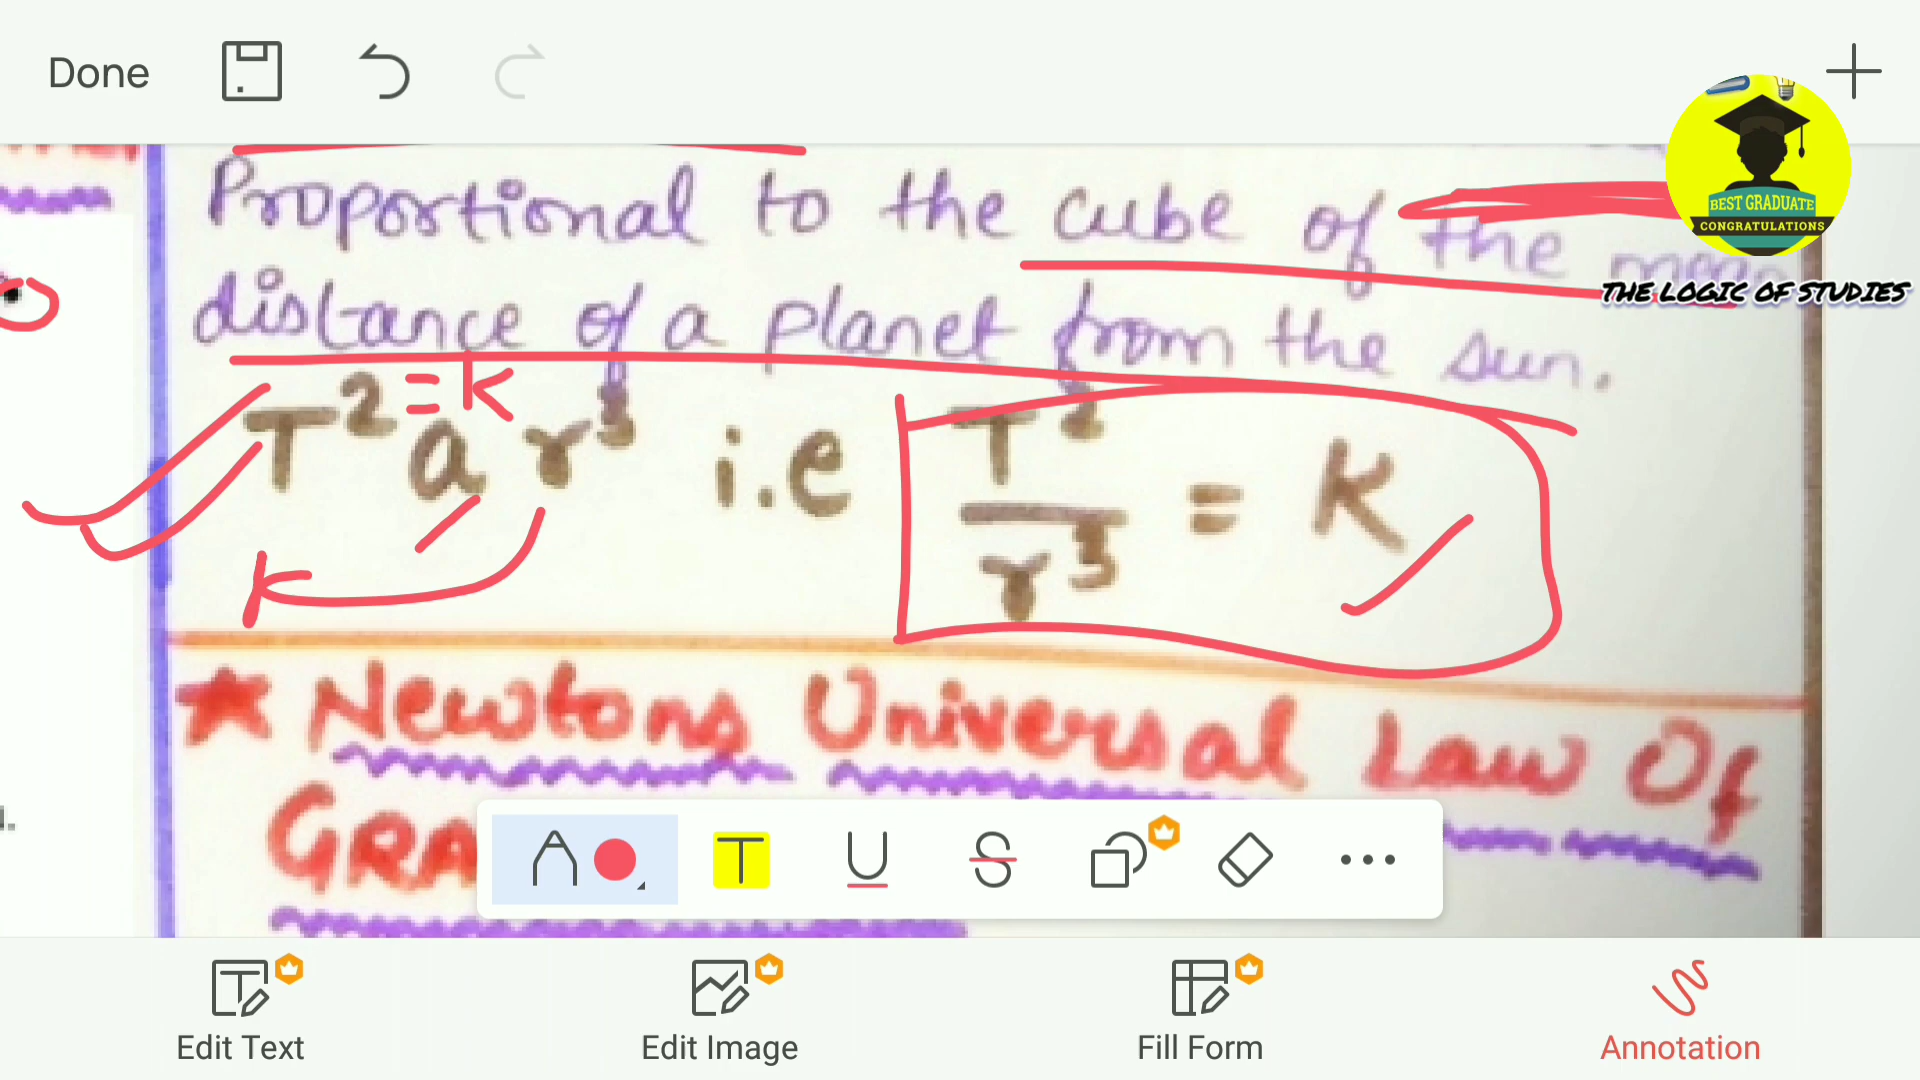 Done
BEST GRADUATE
CONGRATULATIONS
THE LOGIC OF STUDIES
Proportional to the cube of the mean
distance of a planet from the sun.
= K
T² a r³ i.e T²/r³ = K
★ Newtons Universal Law Of
GRA
A T U S
Edit Text Edit Image Fill Form Annotation